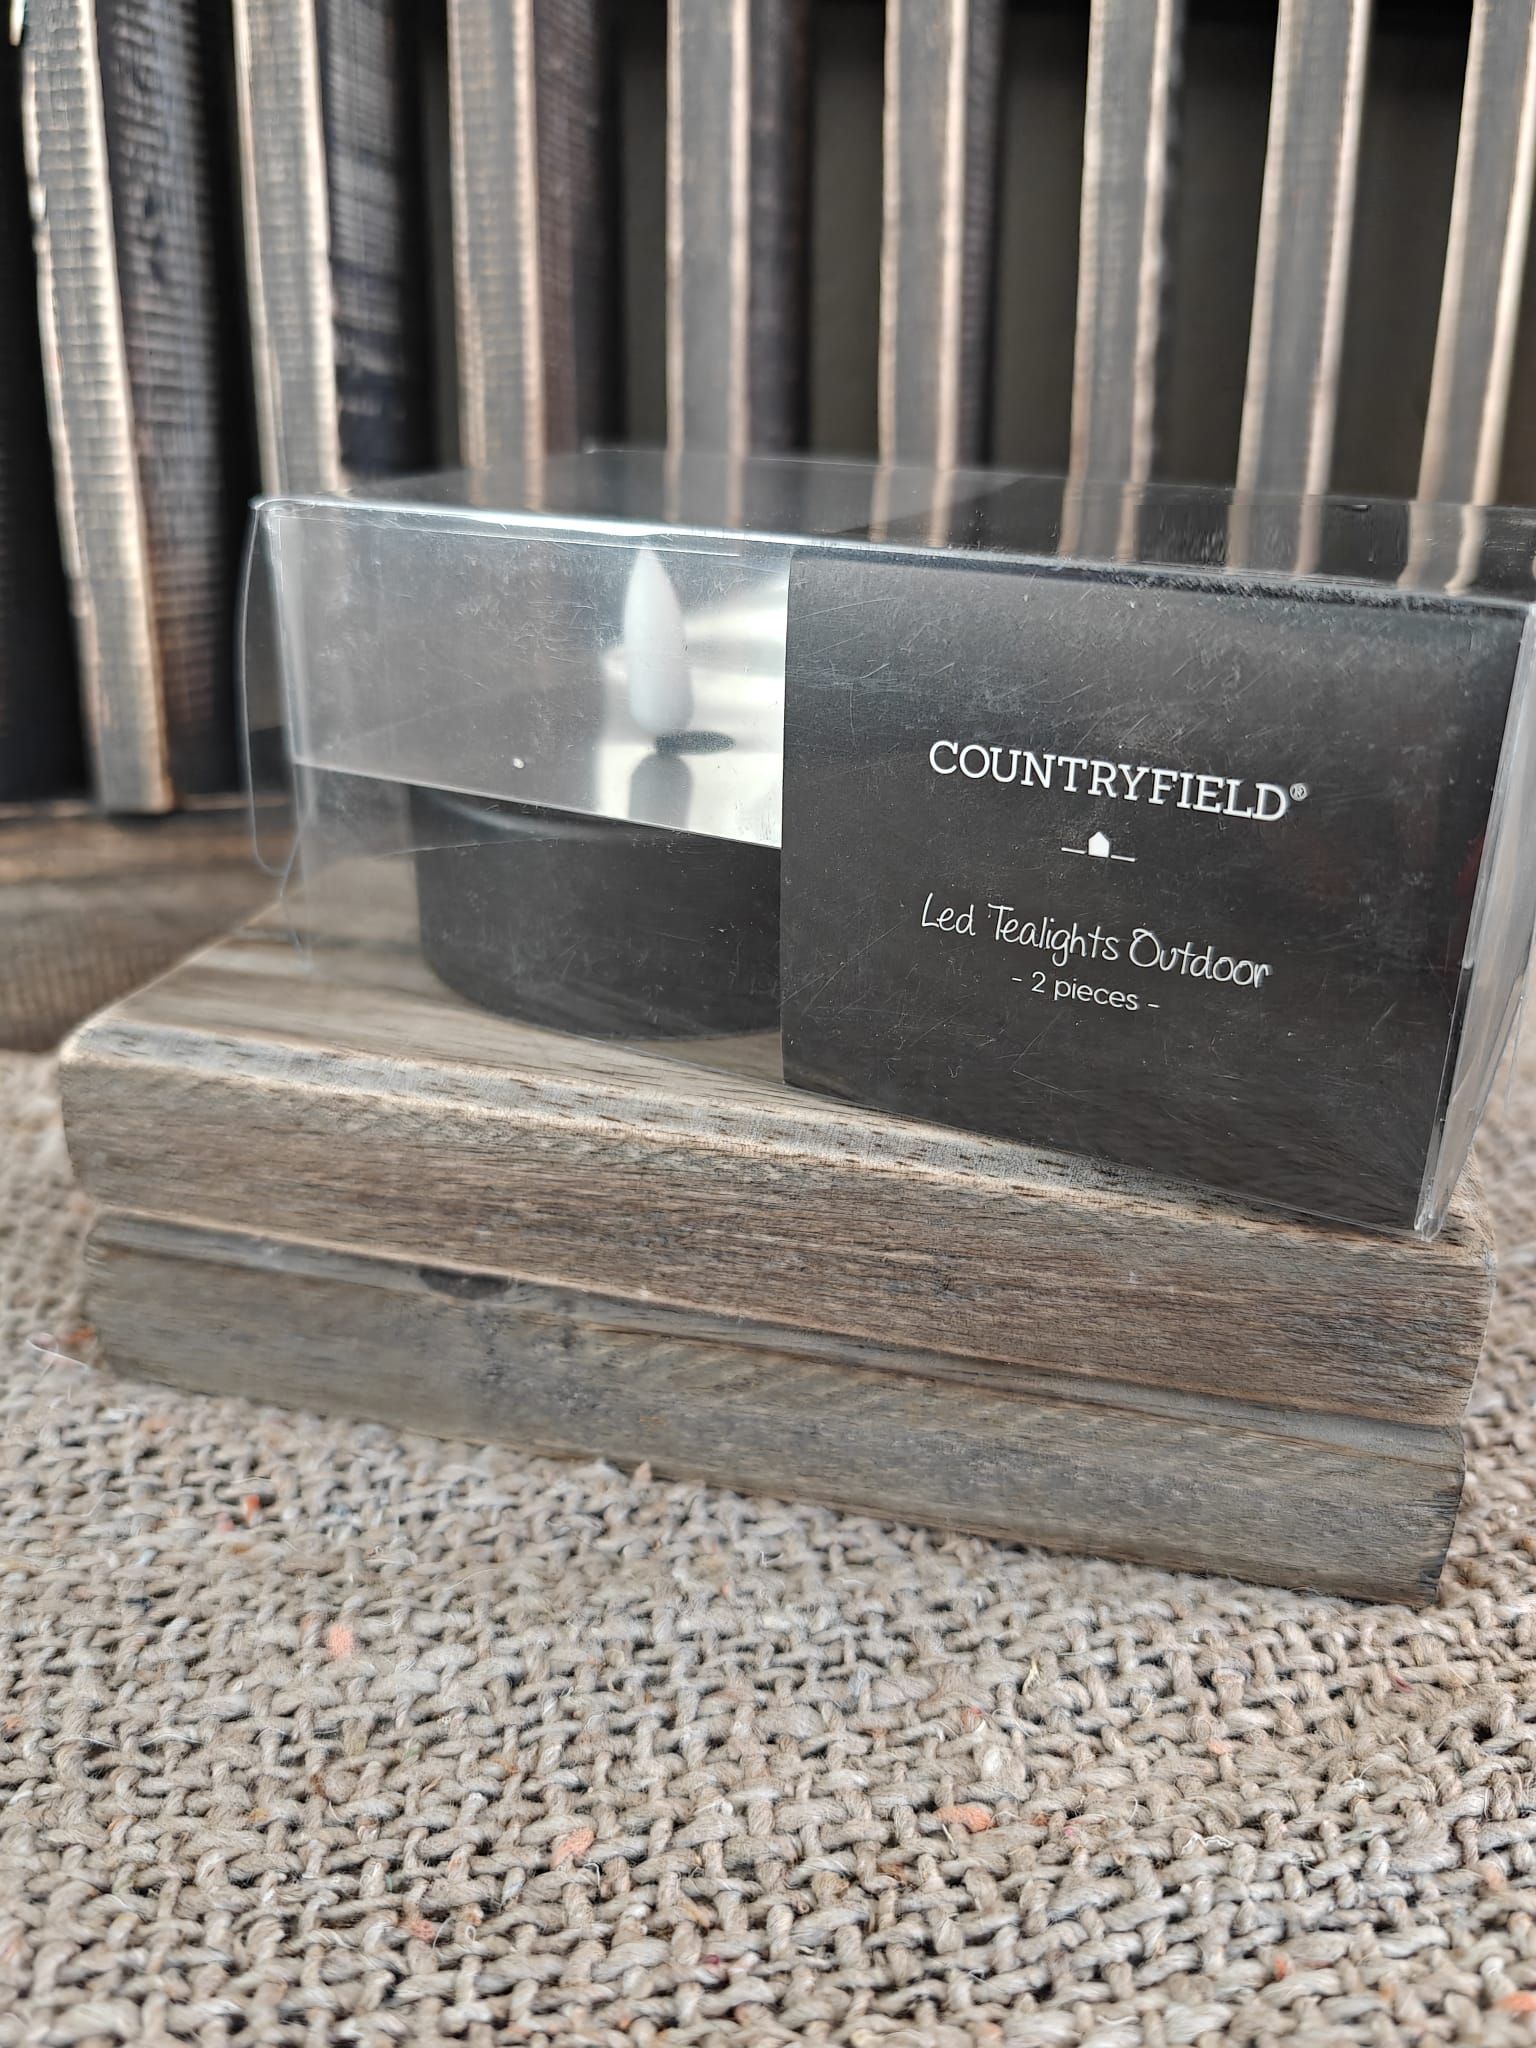 COUNTRYFIELD®
Led Tealights Outdoor
- 2 pieces -